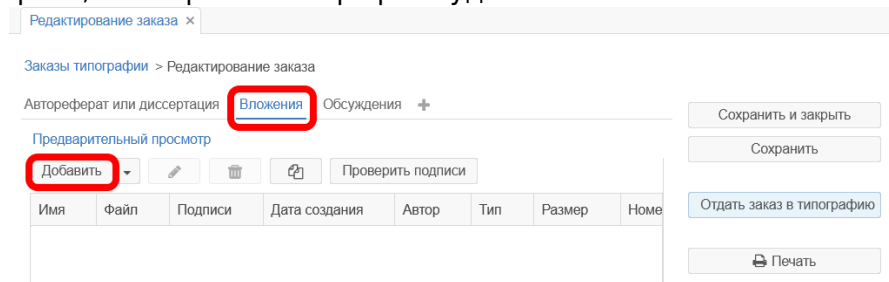 Редактирование заказа ×
Заказы типографии > Редактирование заказа
Автореферат или диссертация Вложения Обсуждения +
Сохранить и закрыть
Предварительный просмотр
Сохранить
Добавить Проверить подписи
Имя Файл Подписи Дата создания Автор Тип Размер Номе
Отдать заказ в типографию
Печать